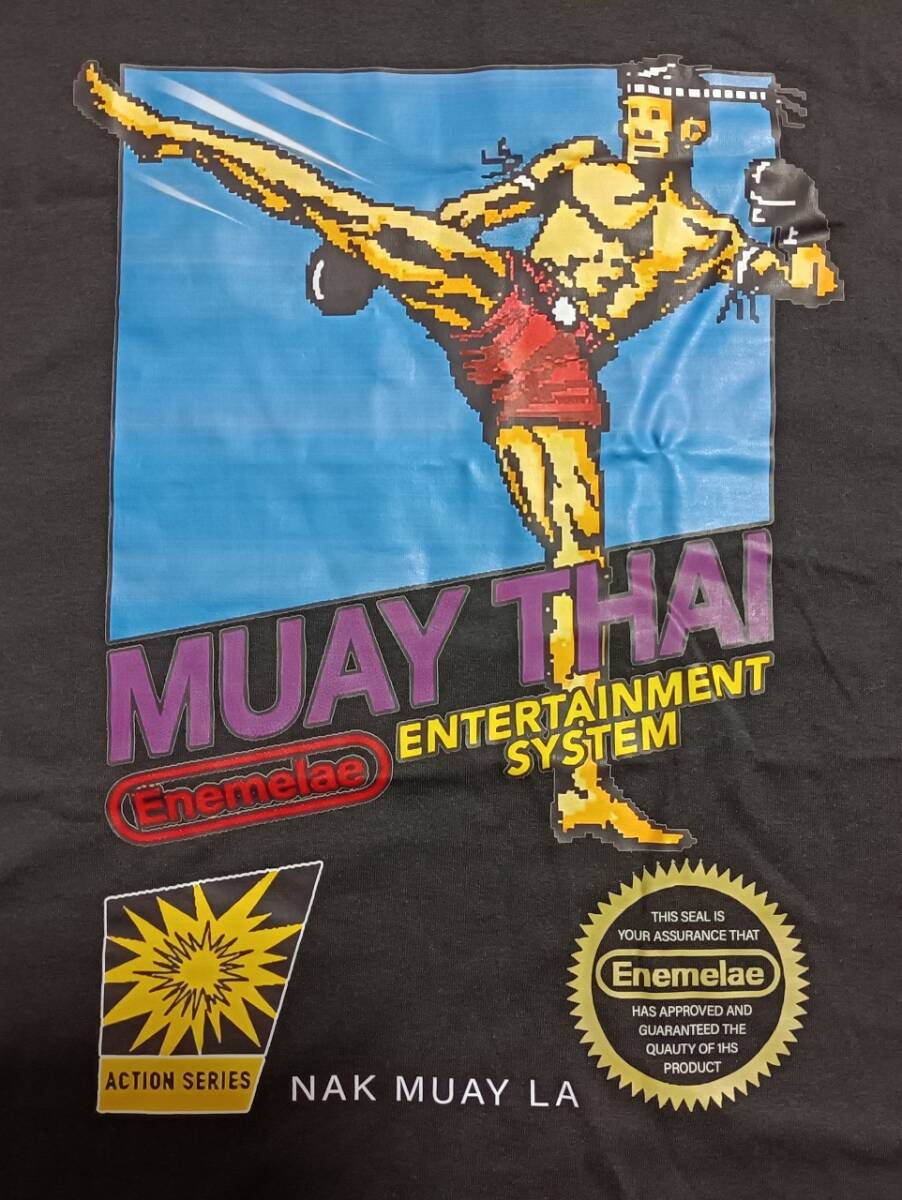 MUAY THAI
ENTERTAINMENT
SYSTEM
Enemelae
ACTION SERIES
NAK MUAY LA
THIS SEAL IS
YOUR ASSURANCE THAT
Enemelae
HAS APPROVED AND
GUARANTEED THE
QUAUTY OF 1HS
PRODUCT